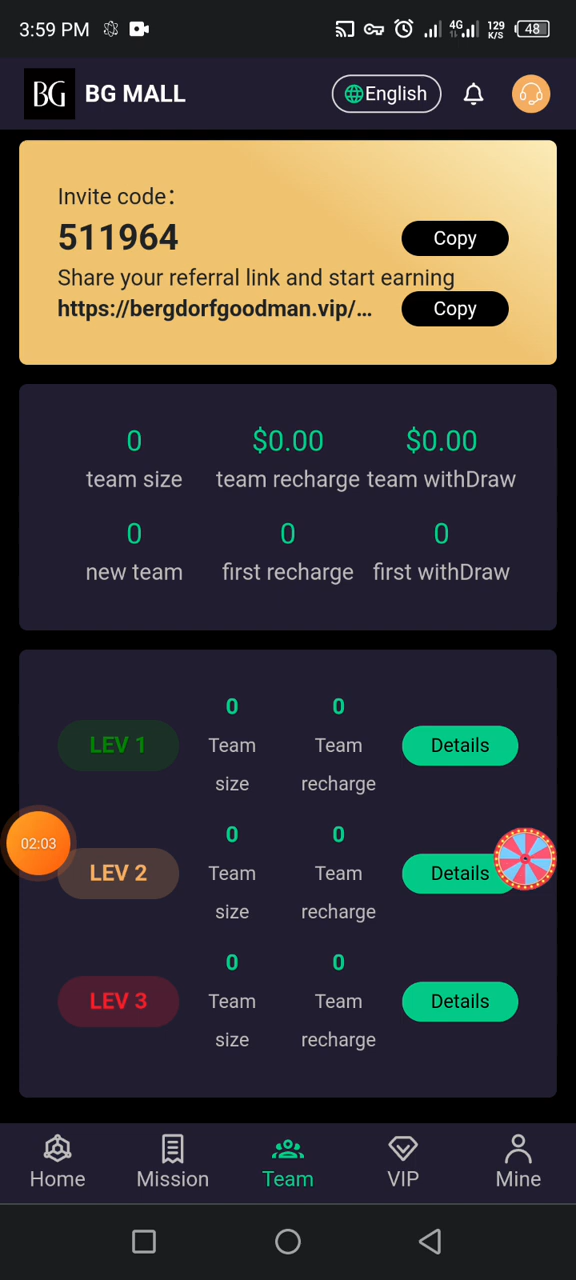 3:59 PM 4G 129 K/S 48
BG BG MALL English
Invite code：
511964 Copy
Share your referral link and start earning
https://bergdorfgoodman.vip/... Copy
0 $0.00 $0.00
team size team recharge team withDraw
0 0 0
new team first recharge first withDraw
0 0
LEV 1 Team Team Details
size recharge
02:03
0 0
LEV 2 Team Team Details
size recharge
0 0
LEV 3 Team Team Details
size recharge
Home Mission Team VIP Mine